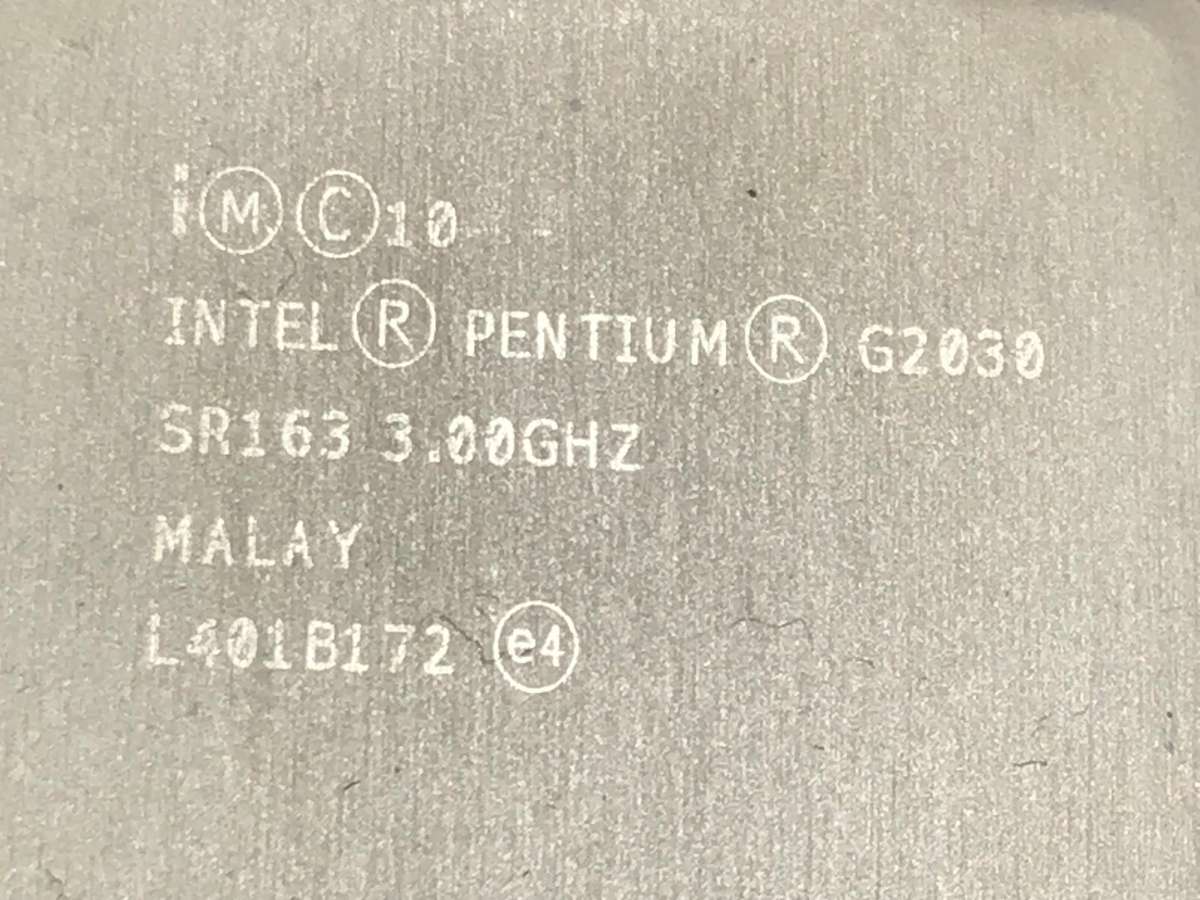 i Ⓜ Ⓒ 10
INTEL® PENTIUM® G2030
SR163 3.00GHZ
MALAY
L401B172 ⓔ4